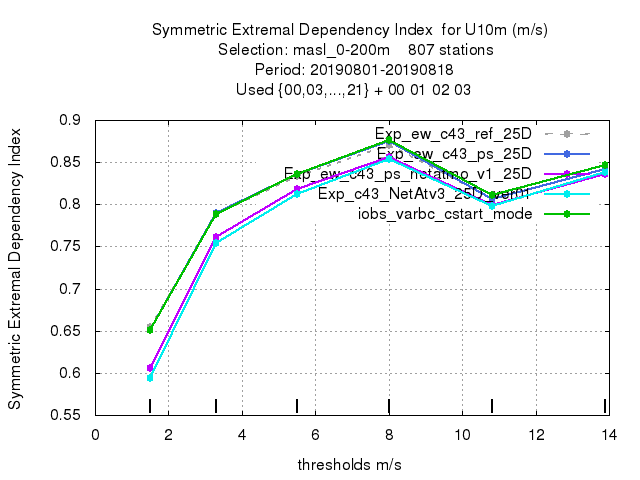 Symmetric Extremal Dependency Index  for U10m (m/s)
Selection: masl_0-200m    807 stations
Period: 20190801-20190818
Used {00,03,...,21} + 00 01 02 03
Symmetric Extremal Dependency Index
0.9
0.85
0.8
0.75
0.7
0.65
0.6
0.55
Exp_ew_c43_ref_25D
Exp_ew_c43_ps_25D
Exp_ew_c43_ps_netatmo_v1_25D
Exp_c43_NetAtv3_25D_ver01
iobs_varbc_cstart_mode
0 2 4 6 8 10 12 14
thresholds m/s